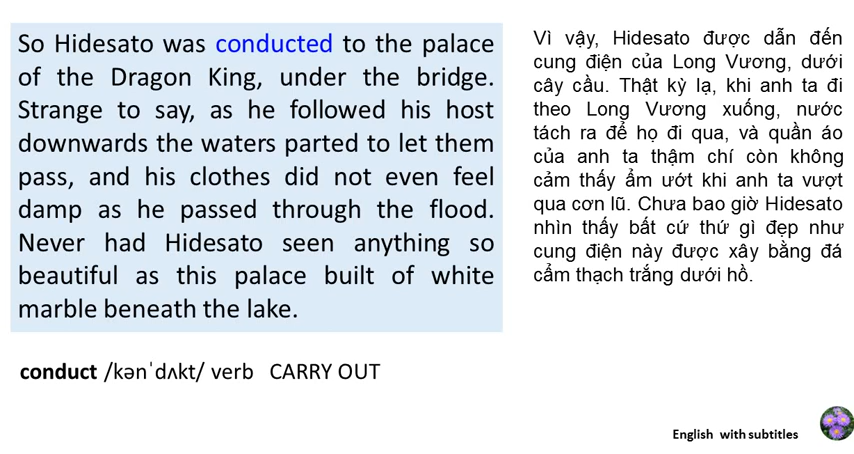 So Hidesato was conducted to the palace
of the Dragon King, under the bridge.
Strange to say, as he followed his host
downwards the waters parted to let them
pass, and his clothes did not even feel
damp as he passed through the flood.
Never had Hidesato seen anything so
beautiful as this palace built of white
marble beneath the lake.
conduct /kənˈdʌkt/ verb CARRY OUT
Vì vậy, Hidesato được dẫn đến
cung điện của Long Vương, dưới
cây cầu. Thật kỳ lạ, khi anh ta đi
theo Long Vương xuống, nước
tách ra để họ đi qua, và quần áo
của anh ta thậm chí còn không
cảm thấy ẩm ướt khi anh ta vượt
qua cơn lũ. Chưa bao giờ Hidesato
nhìn thấy bất cứ thứ gì đẹp như
cung điện này được xây bằng đá
cẩm thạch trắng dưới hồ.
English with subtitles